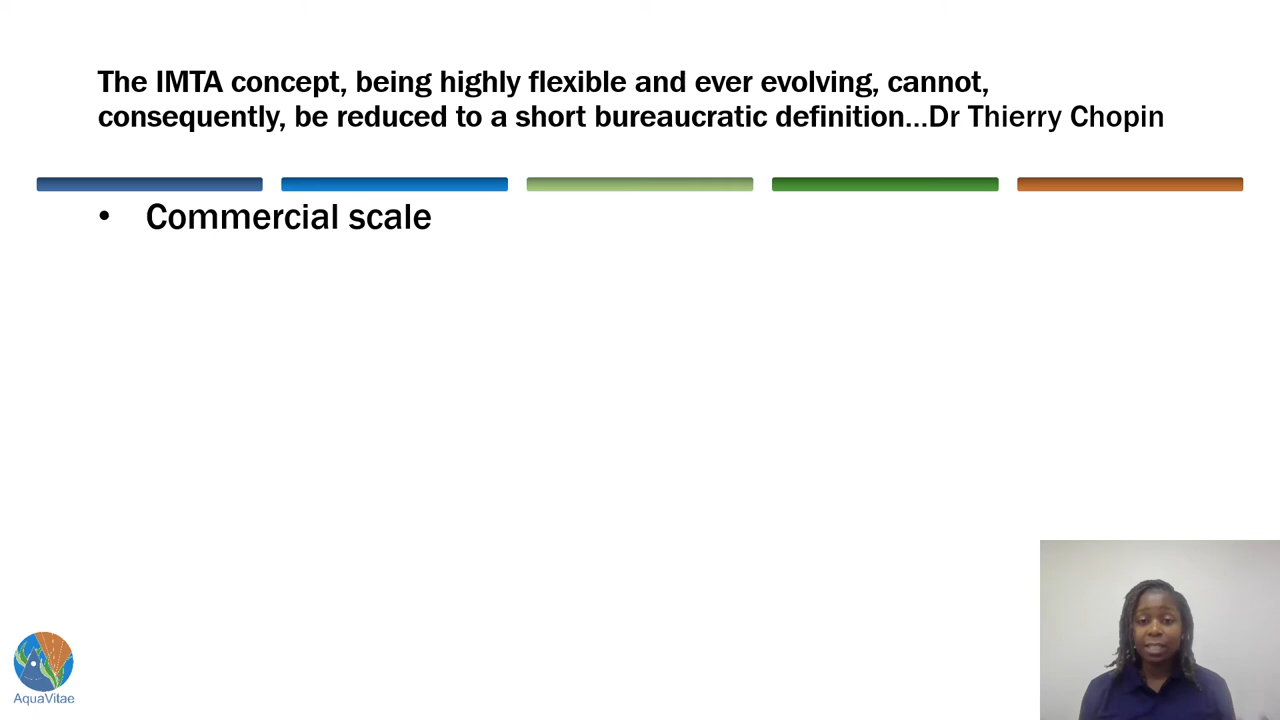 The IMTA concept, being highly flexible and ever evolving, cannot,
consequently, be reduced to a short bureaucratic definition...Dr Thierry Chopin
• Commercial scale
AquaVitae